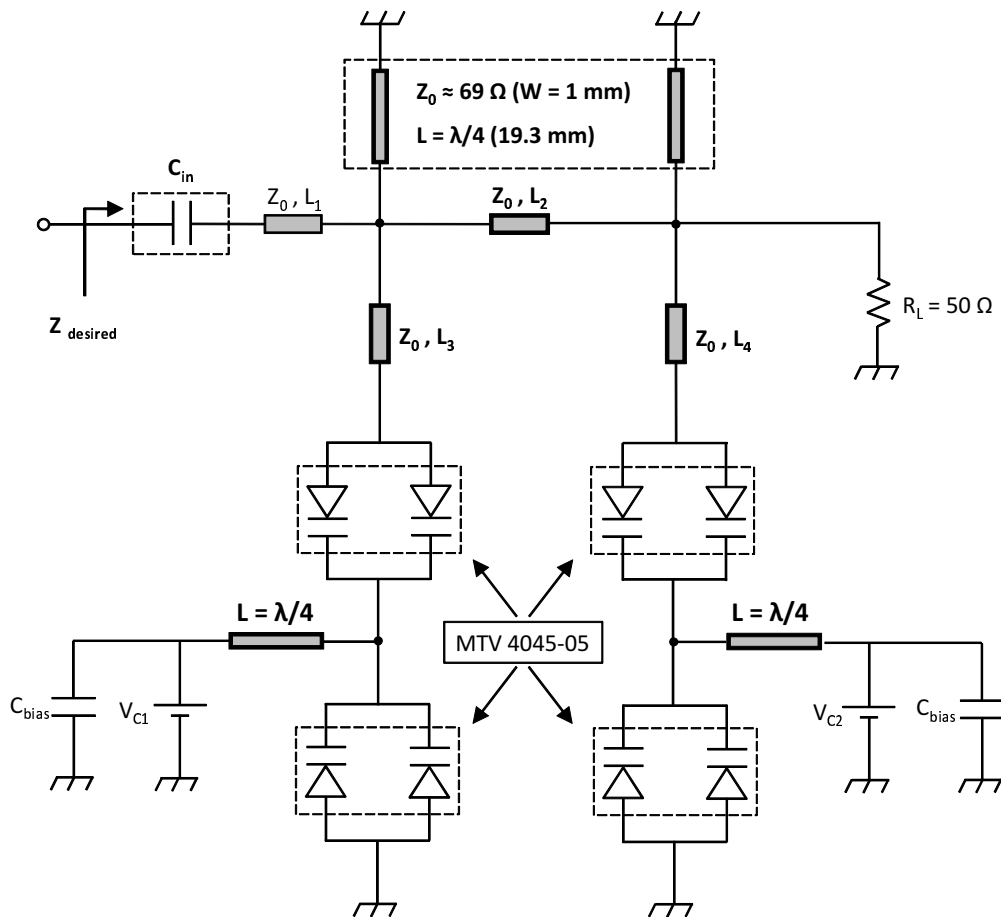 Z₀ ≈ 69 Ω (W = 1 mm)
L = λ/4 (19.3 mm)
C_in
Z₀ , L₁
Z₀ , L₂
Z _desired
Z₀ , L₃
Z₀ , L₄
R_L = 50 Ω
L = λ/4
L = λ/4
MTV 4045-05
C_bias
V_C1
V_C2
C_bias